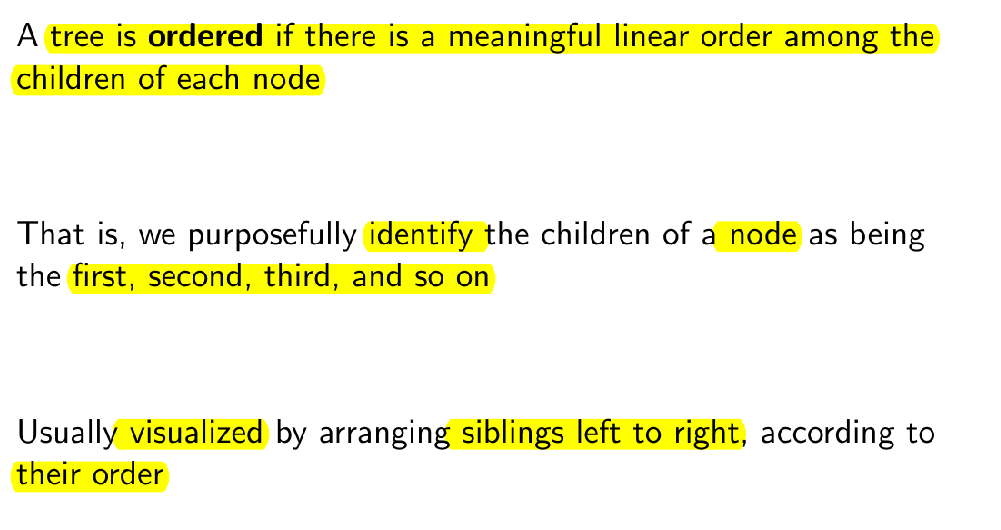 A tree is ordered if there is a meaningful linear order among the
children of each node
That is, we purposefully identify the children of a node as being
the first, second, third, and so on
Usually visualized by arranging siblings left to right, according to
their order